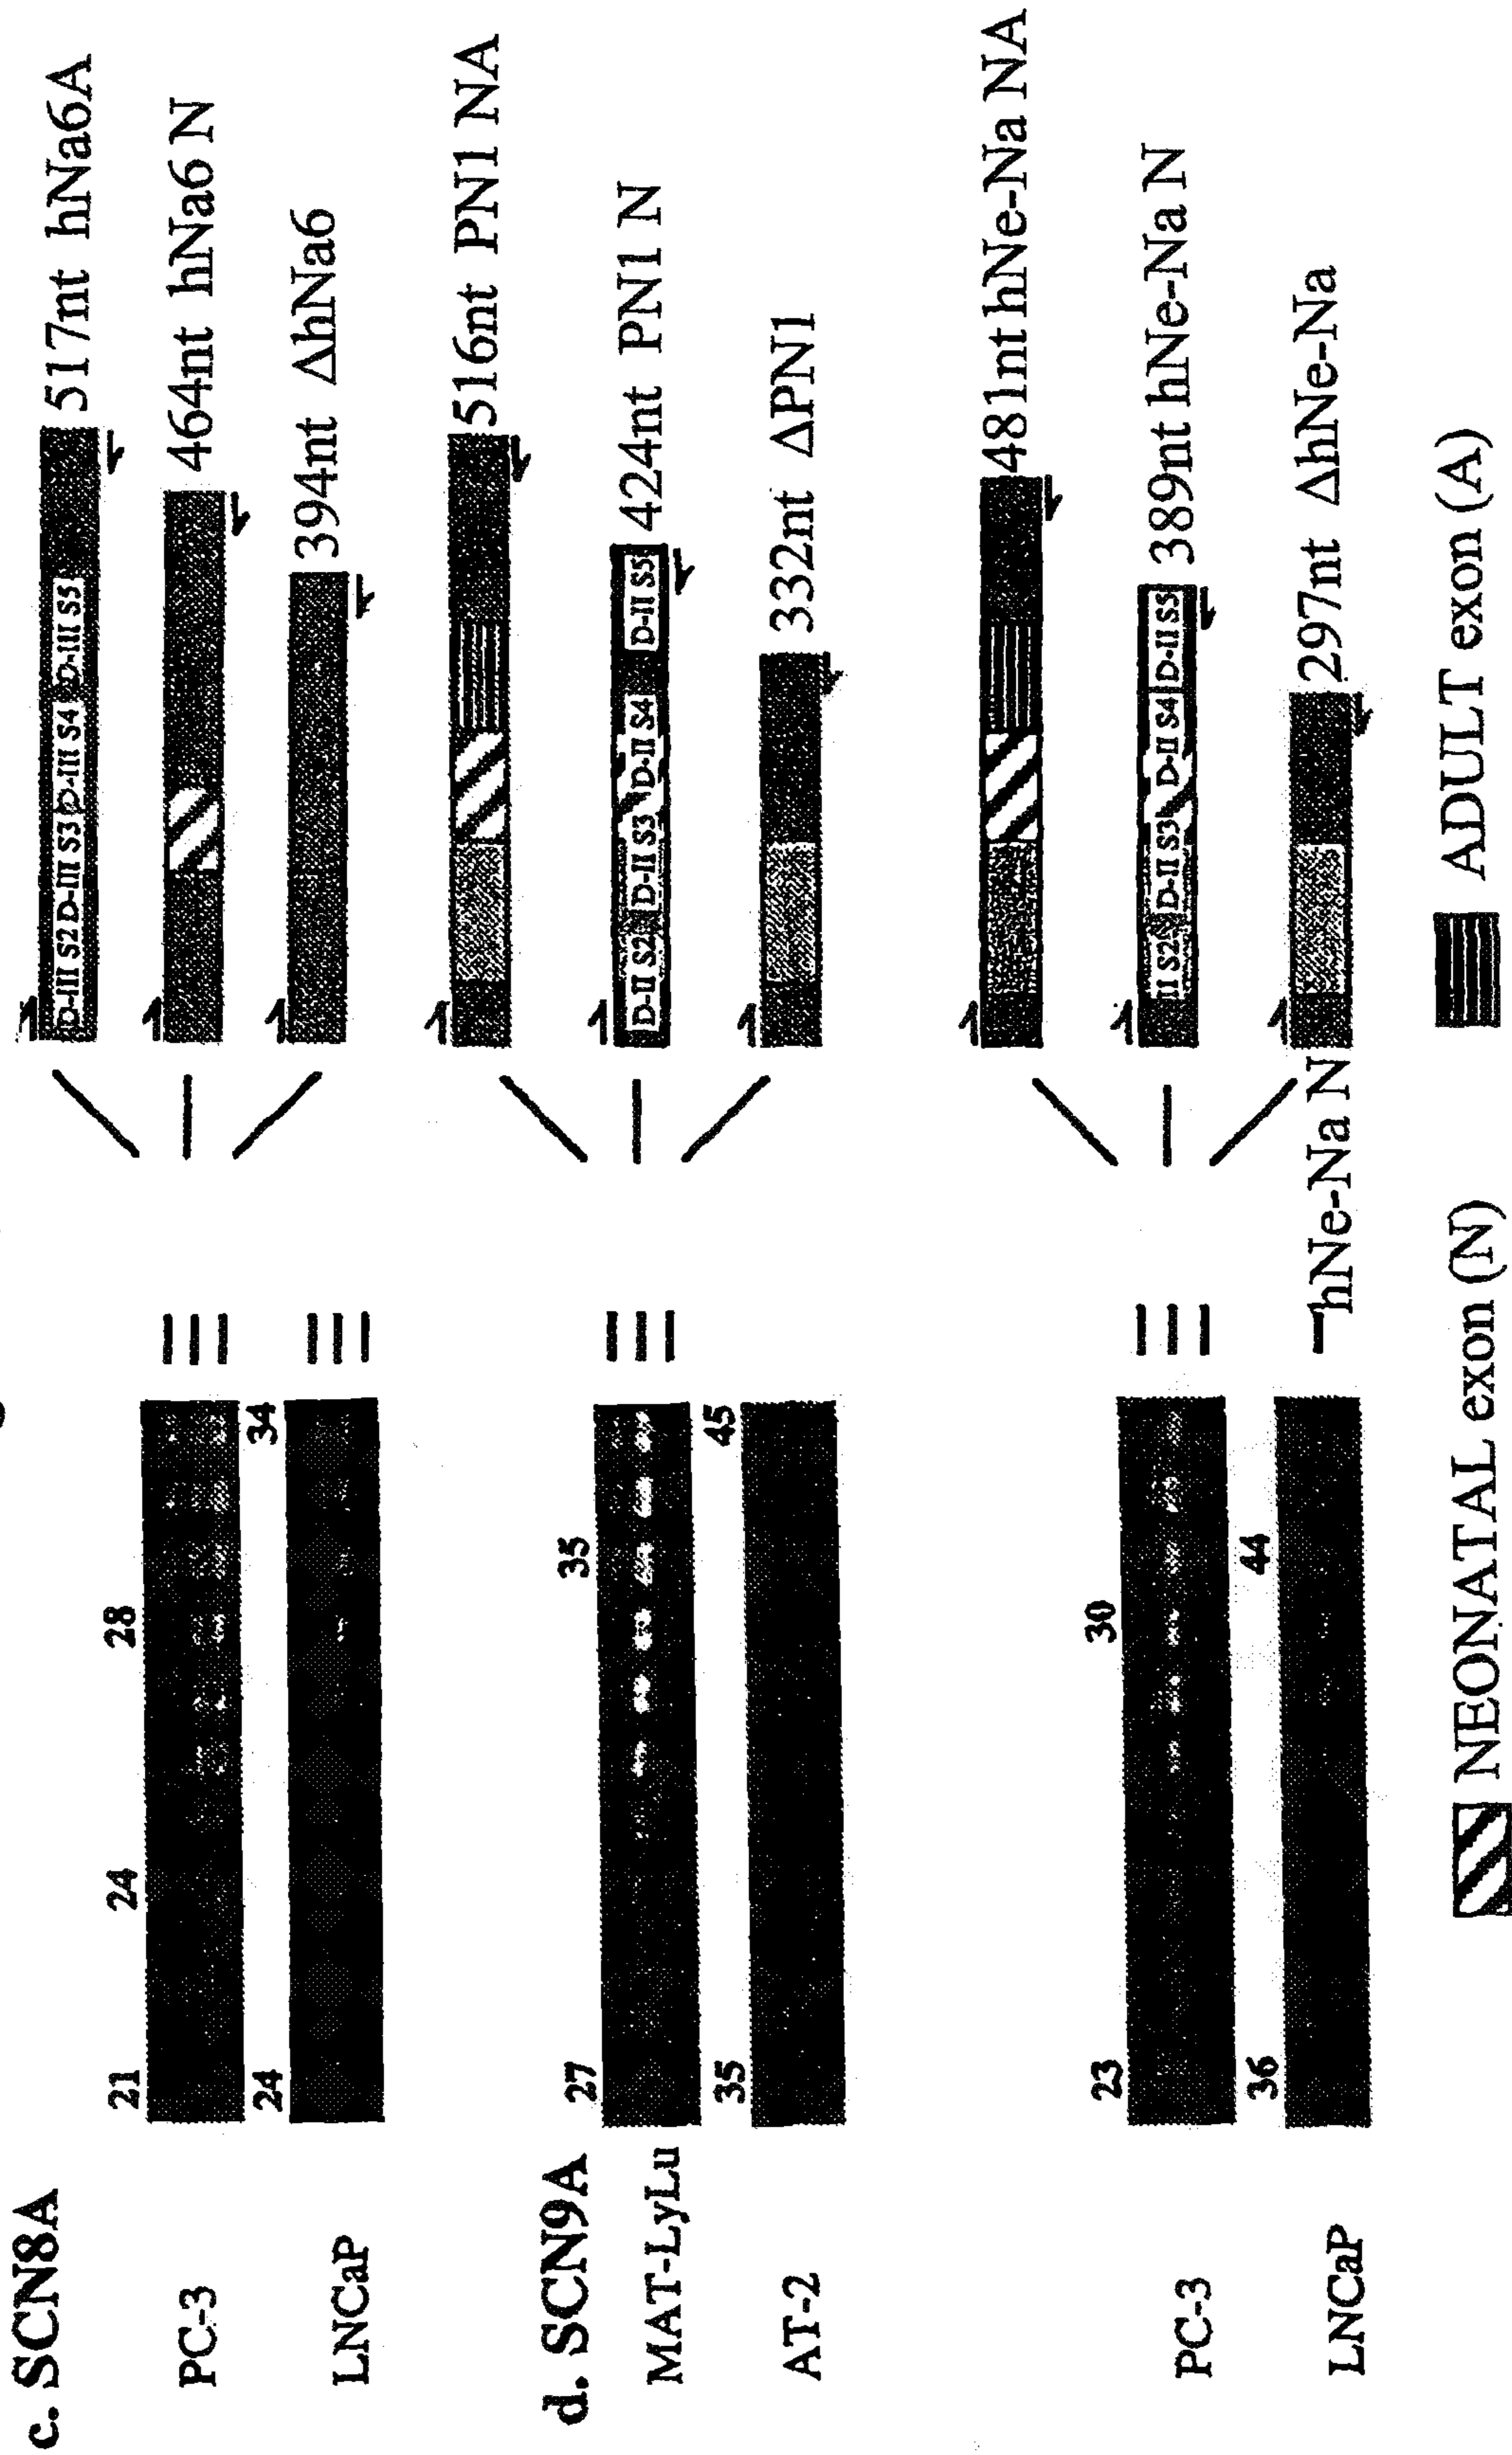 c. SCN8A
PC-3
21 24 28
LNCaP
24 34
D-III S2 D-III S3 D-III S4 D-III S5
517nt hNa6A
464nt hNa6 N
394nt ΔhNa6
d. SCN9A
MAT-LyLu
27 35
AT-2
35 45
516nt PN1 NA
D-II S2 D-II S3 D-II S4 D-II S5
424nt PN1 N
332nt ΔPN1
PC-3
23 30
LNCaP
36 44
hNe-Na N
481nt hNe-Na NA
II S2 D-II S3 D-II S4 D-II S5
389nt hNe-Na N
297nt ΔhNe-Na
NEONATAL exon (N)
ADULT exon (A)